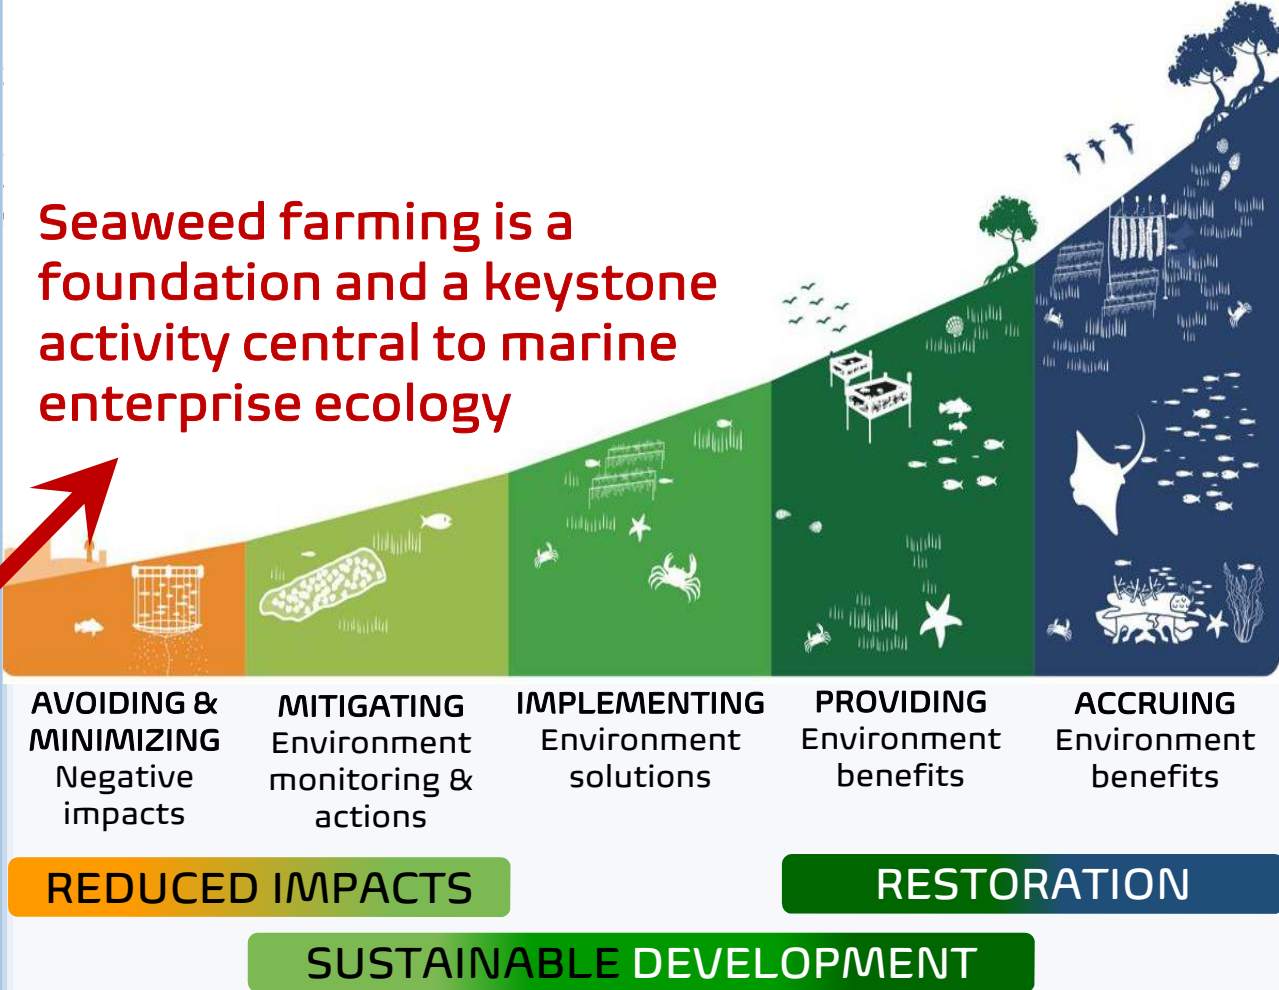 Seaweed farming is a
foundation and a keystone
activity central to marine
enterprise ecology
AVOIDING &
MINIMIZING
Negative
impacts
MITIGATING
Environment
monitoring &
actions
IMPLEMENTING
Environment
solutions
PROVIDING
Environment
benefits
ACCRUING
Environment
benefits
REDUCED IMPACTS
RESTORATION
SUSTAINABLE DEVELOPMENT